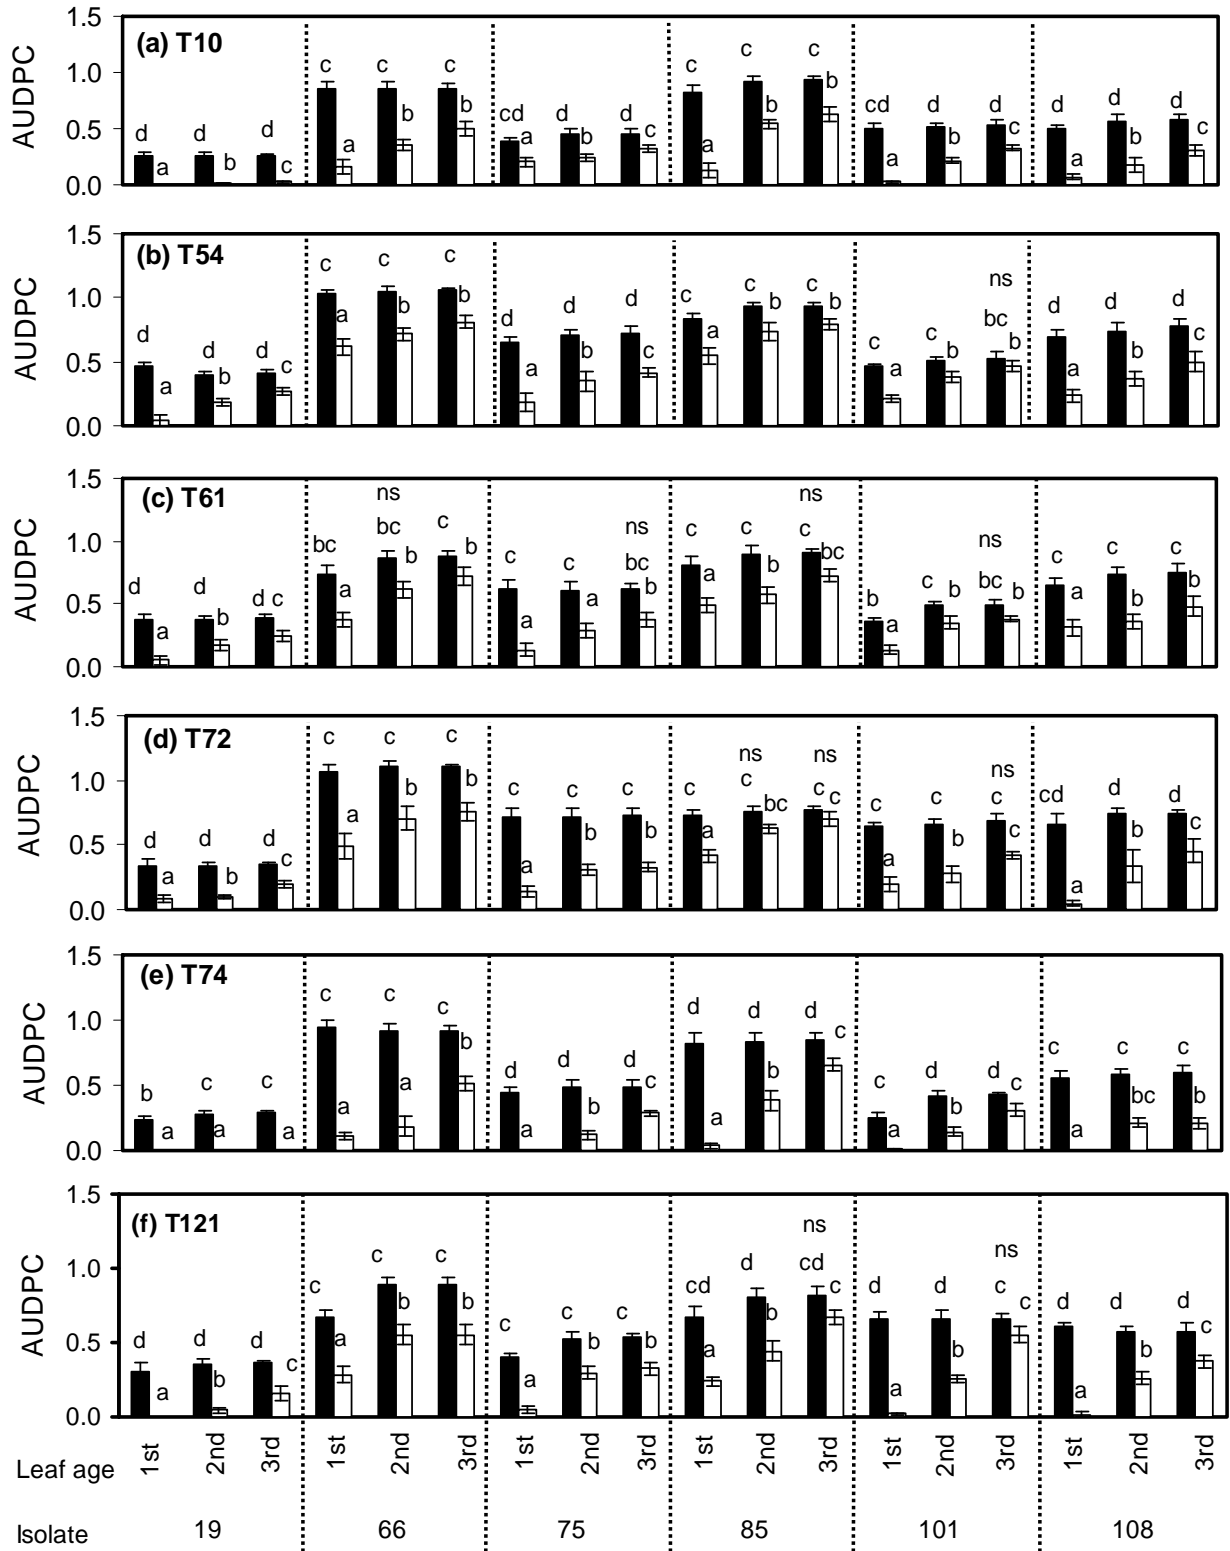 1.5
(a) T10
c c c c c c
1.0
b
AUDPC
b cd d d b cd d d d
d d d a a b c a b c
0.5
a b c a b c a
0.0
1.5
(b) T54
c c c
ns
1.0
c c c
AUDPC
d a b b d d a b b bc b d d d
d d d c b c c c b a b c
0.5
a b a a
0.0
1.5
(c) T61
ns ns
ns ns
1.0
bc bc c c c c
AUDPC
b b c c bc b a b bc c bc b c c c
d d d c a a b a b a b b
0.5
a b a
0.0
1.5
(d) T72
c c c ns ns
ns
1.0
c
AUDPC
b b c c c c bc c c c c c cd d d
d d d a b b a a b c b c
0.5
a b c a a
0.0
1.5
(e) T74
c c c d d d
1.0
b c
AUDPC
d d d c b c d d c c c
b c c a a b a b c bc b
0.5
a a a a a a
0.0
1.5
(f) T121
ns
c c ns
1.0
d cd
AUDPC
c b b c c cd b c d d c c d d d
d d d a b b a b b
0.5
a b c a a a
0.0
Leaf age 1st 2nd 3rd 1st 2nd 3rd 1st 2nd 3rd 1st 2nd 3rd 1st 2nd 3rd 1st 2nd 3rd
Isolate 19 66 75 85 101 108